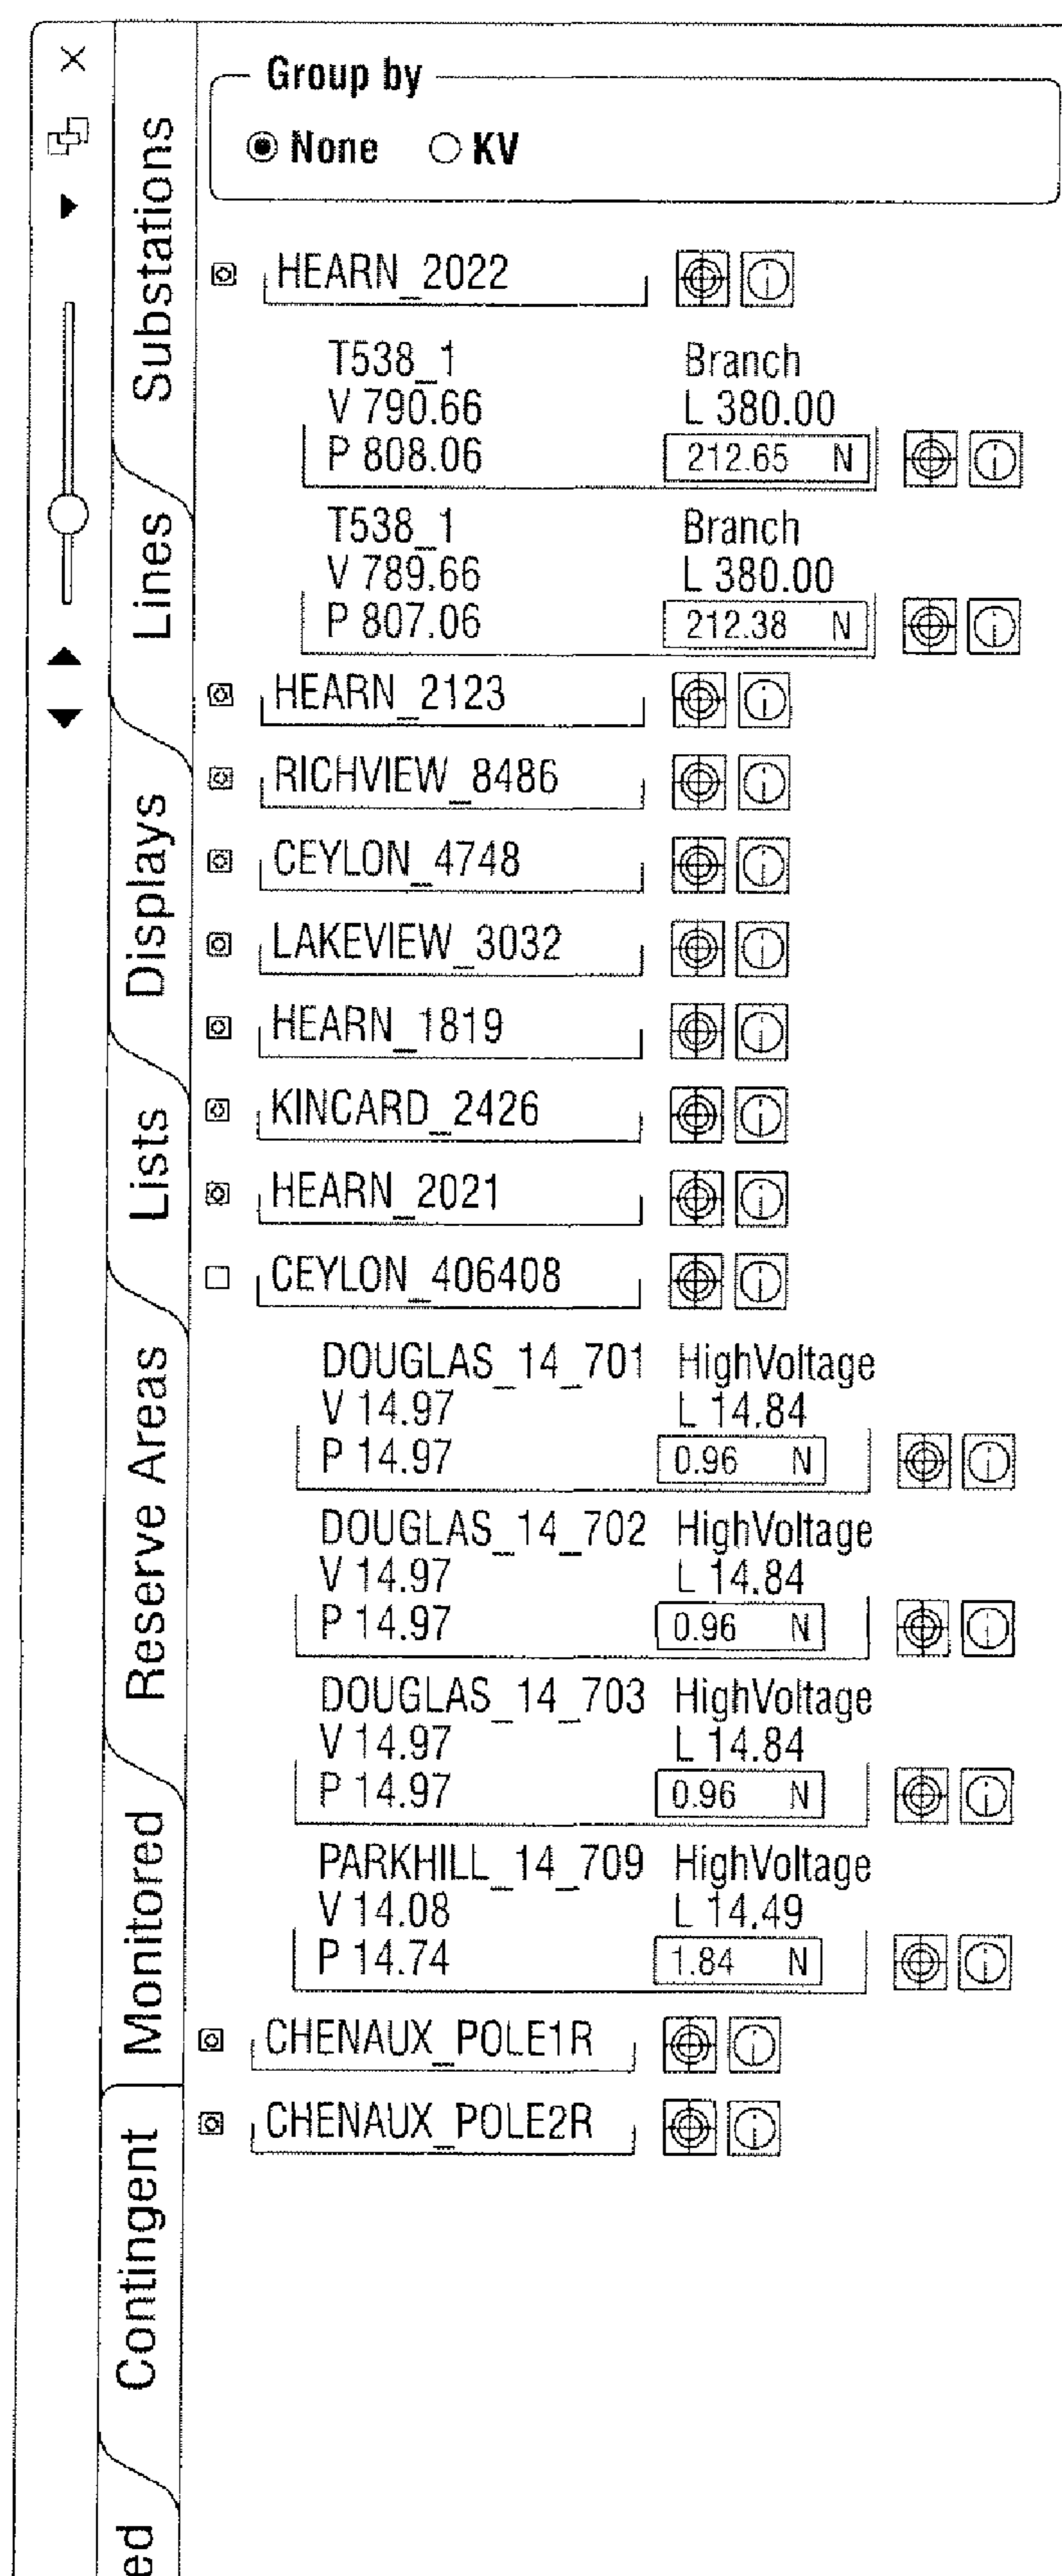 Group by
None KV
HEARN_2022
T538_1 Branch
V 790.66 L 380.00
P 808.06 212.65 N
T538_1 Branch
V 789.66 L 380.00
P 807.06 212.38 N
HEARN_2123
RICHVIEW_8486
CEYLON_4748
LAKEVIEW_3032
HEARN_1819
KINCARD_2426
HEARN_2021
CEYLON_406408
DOUGLAS_14_701 HighVoltage
V 14.97 L 14.84
P 14.97 0.96 N
DOUGLAS_14_702 HighVoltage
V 14.97 L 14.84
P 14.97 0.96 N
DOUGLAS_14_703 HighVoltage
V 14.97 L 14.84
P 14.97 0.96 N
PARKHILL_14_709 HighVoltage
V 14.08 L 14.49
P 14.74 1.84 N
CHENAUX_POLE1R
CHENAUX_POLE2R
Substations
Lines
Displays
Lists
Reserve Areas
Monitored
Contingent